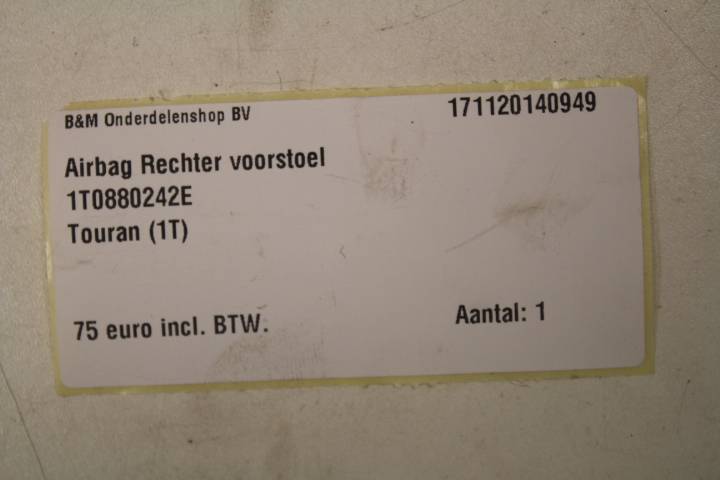 B&M Onderdelenshop BV 171120140949
Airbag Rechter voorstoel
1T0880242E
Touran (1T)
75 euro incl. BTW. Aantal: 1